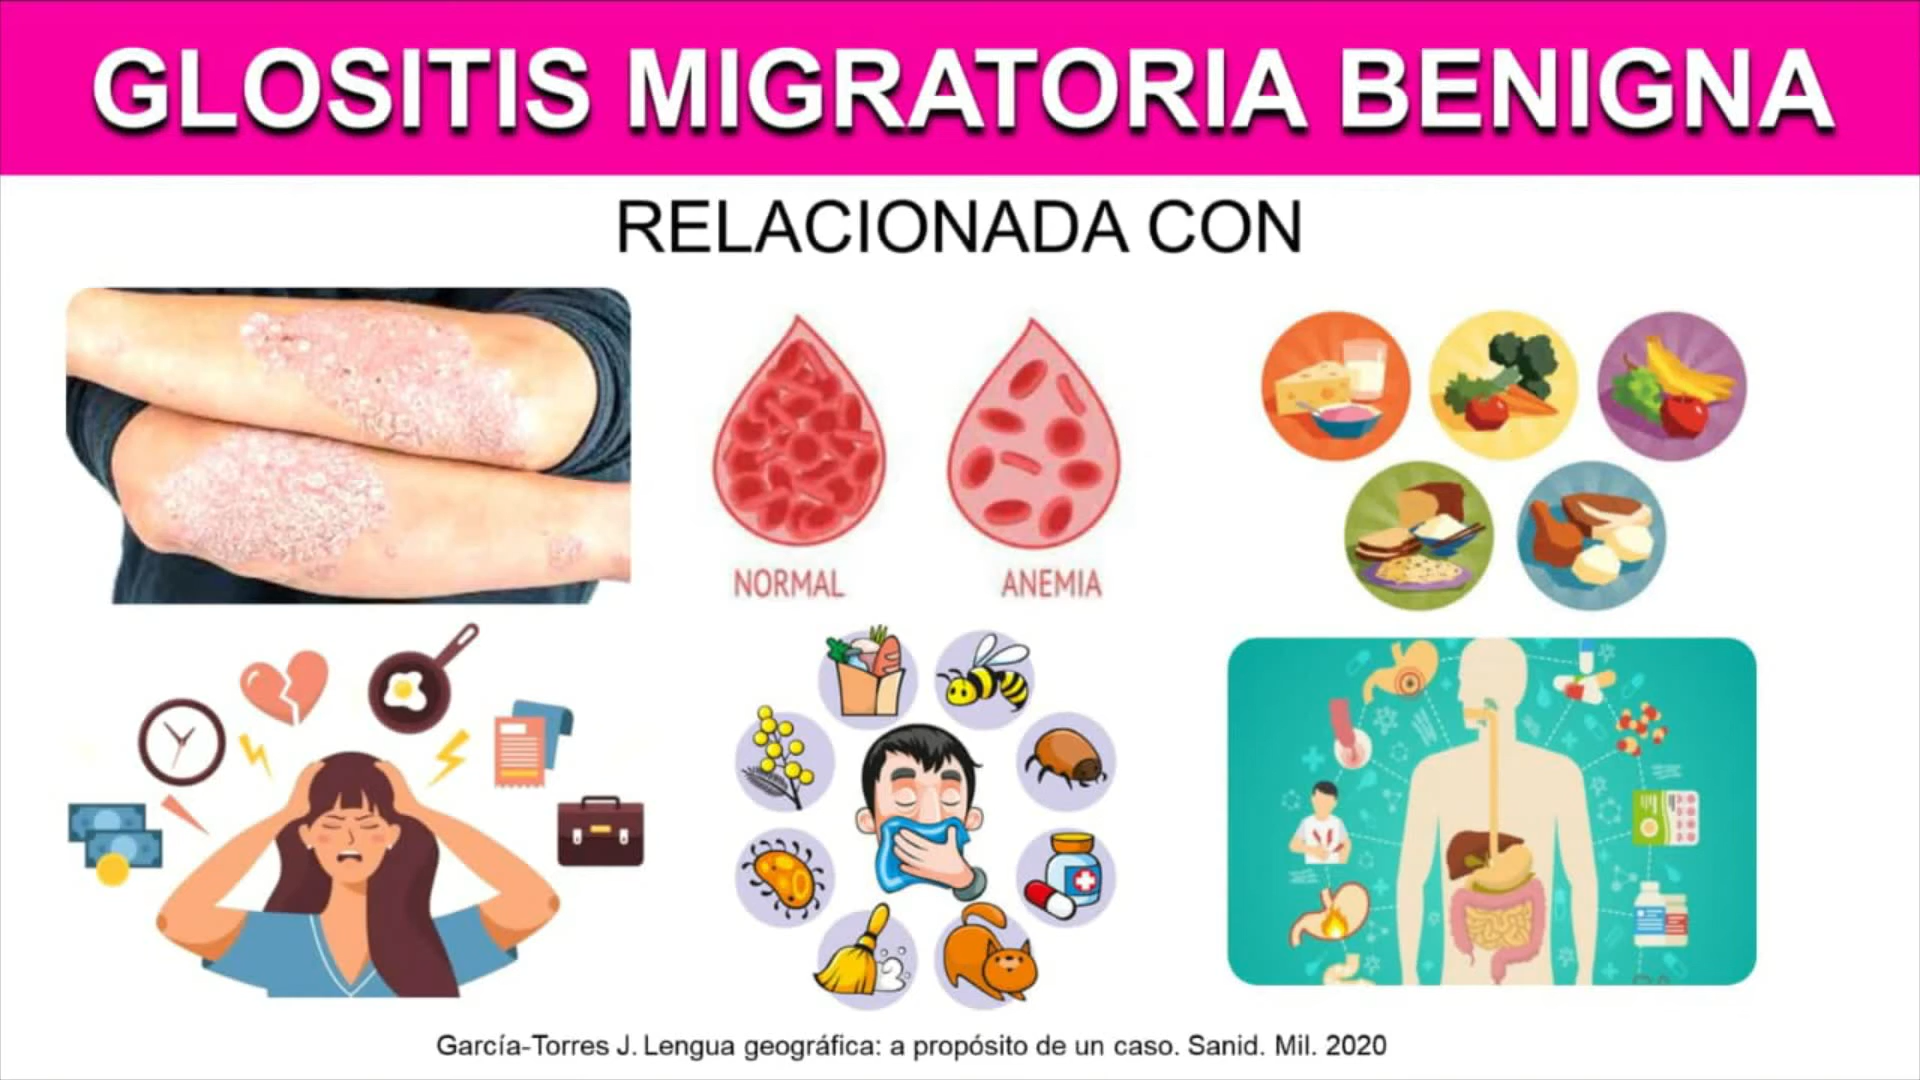 GLOSITIS MIGRATORIA BENIGNA
RELACIONADA CON
NORMAL
ANEMIA
García-Torres J. Lengua geográfica: a propósito de un caso. Sanid. Mil. 2020